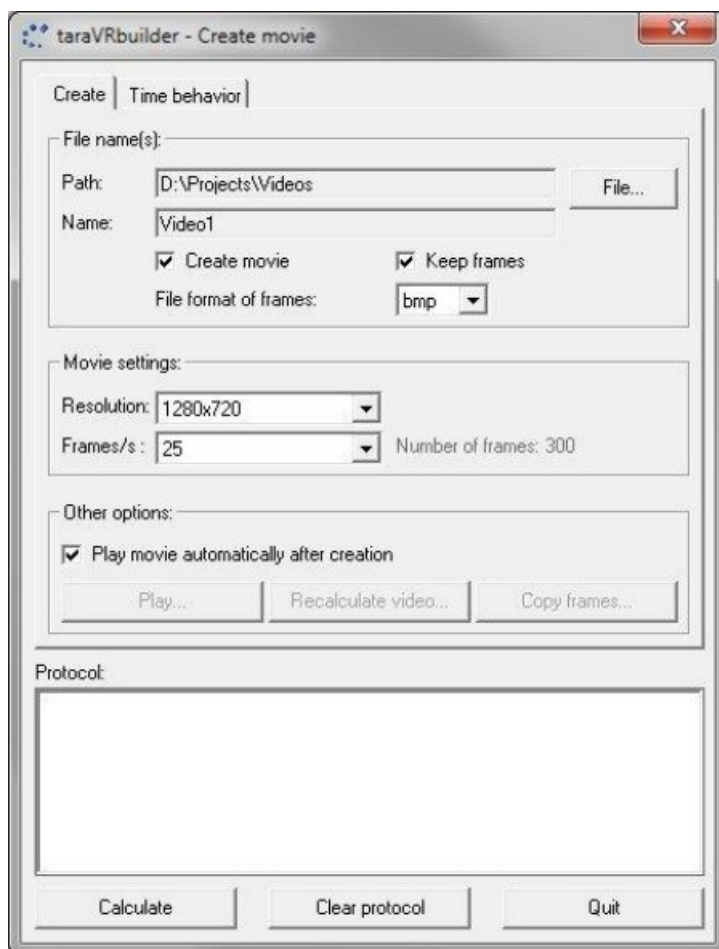 taraVRbuilder - Create movie
Create Time behavior
File name(s):
Path: D:\Projects\Videos File...
Name: Video1
Create movie Keep frames
File format of frames: bmp
Movie settings:
Resolution: 1280x720
Frames/s : 25 Number of frames: 300
Other options:
Play movie automatically after creation
Play... Recalculate video... Copy frames...
Protocol:
Calculate Clear protocol Quit